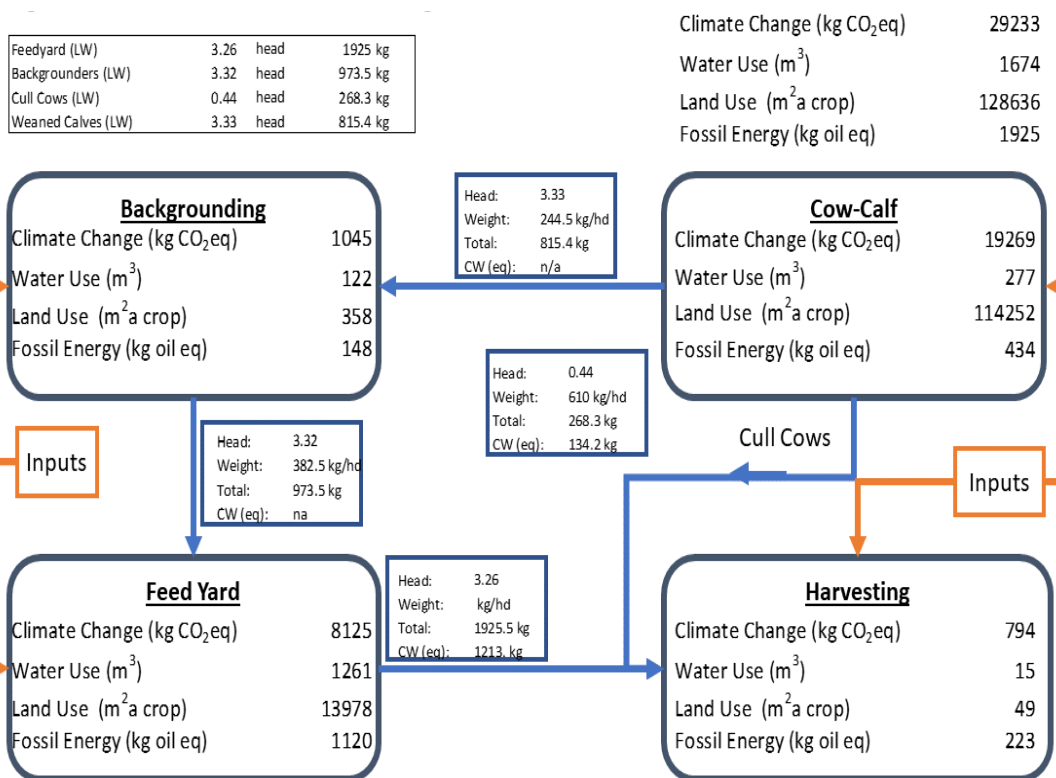 Climate Change (kg CO₂eq) 29233
Water Use (m³) 1674
Land Use (m²a crop) 128636
Fossil Energy (kg oil eq) 1925
Feedyard (LW) 3.26 head 1925 kg
Backgrounders (LW) 3.32 head 973.5 kg
Cull Cows (LW) 0.44 head 268.3 kg
Weaned Calves (LW) 3.33 head 815.4 kg
Backgrounding
Climate Change (kg CO₂eq) 1045
Water Use (m³) 122
Land Use (m²a crop) 358
Fossil Energy (kg oil eq) 148
Head: 3.33
Weight: 244.5 kg/hd
Total: 815.4 kg
CW (eq): n/a
Cow-Calf
Climate Change (kg CO₂eq) 19269
Water Use (m³) 277
Land Use (m²a crop) 114252
Fossil Energy (kg oil eq) 434
Head: 0.44
Weight: 610 kg/hd
Total: 268.3 kg
CW (eq): 134.2 kg
Cull Cows
Inputs
Head: 3.32
Weight: 382.5 kg/hd
Total: 973.5 kg
CW (eq): na
Inputs
Feed Yard
Climate Change (kg CO₂eq) 8125
Water Use (m³) 1261
Land Use (m²a crop) 13978
Fossil Energy (kg oil eq) 1120
Head: 3.26
Weight: kg/hd
Total: 1925.5 kg
CW (eq): 1213. kg
Harvesting
Climate Change (kg CO₂eq) 794
Water Use (m³) 15
Land Use (m²a crop) 49
Fossil Energy (kg oil eq) 223